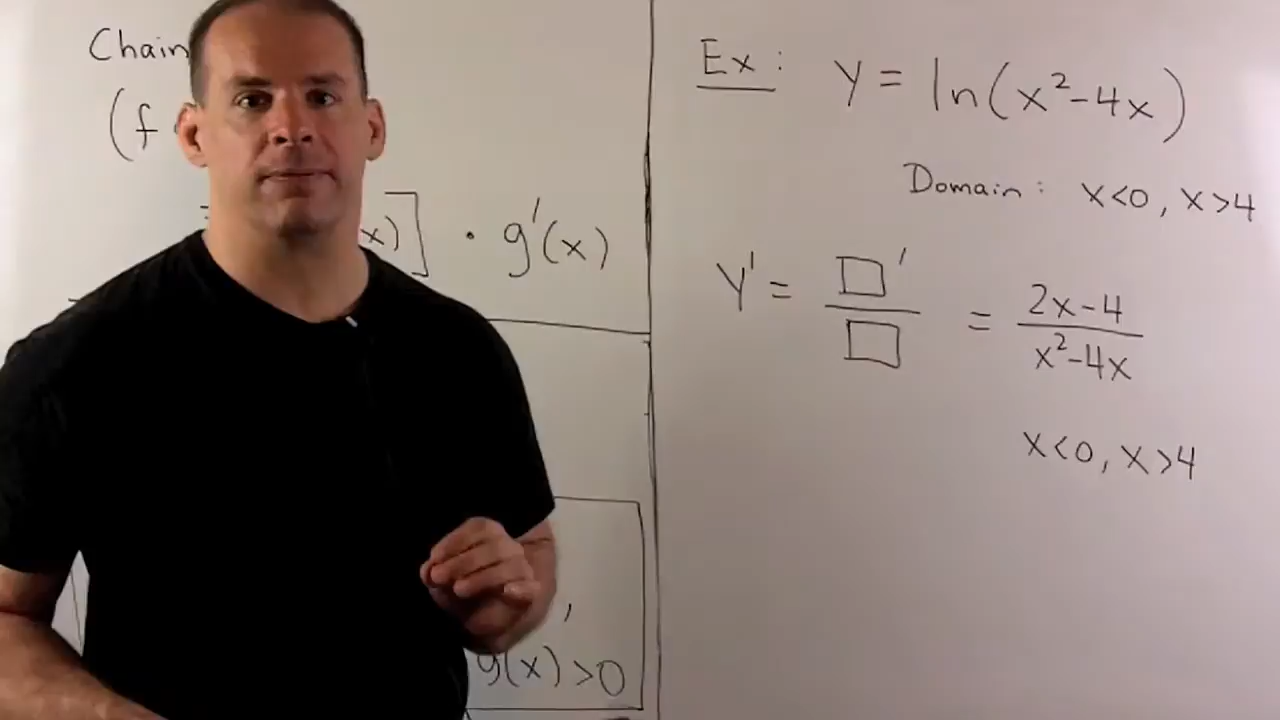 Chain
(f
x)] · g'(x)
g(x) > 0
Ex: y = ln(x²-4x)
Domain: x<0, x>4
y' = □'/□ = 2x-4/x²-4x
x<0, x>4